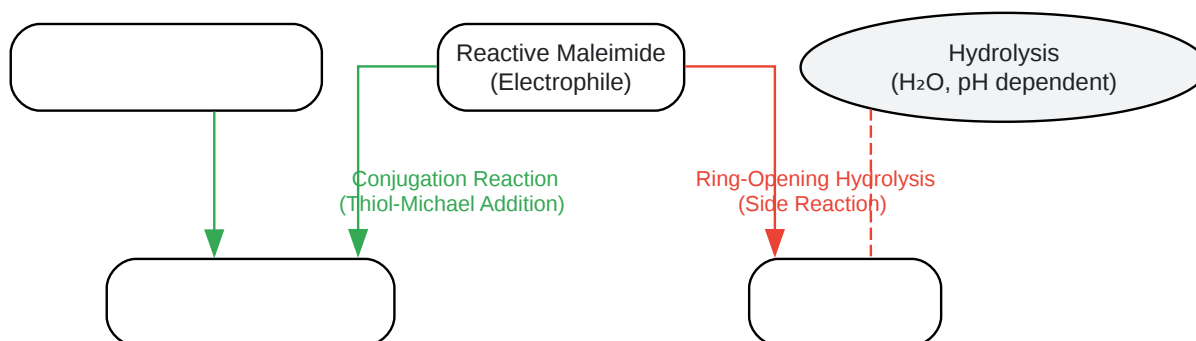 Reactive Maleimide
(Electrophile)
Hydrolysis
(H₂O, pH dependent)
Conjugation Reaction
(Thiol-Michael Addition)
Ring-Opening Hydrolysis
(Side Reaction)